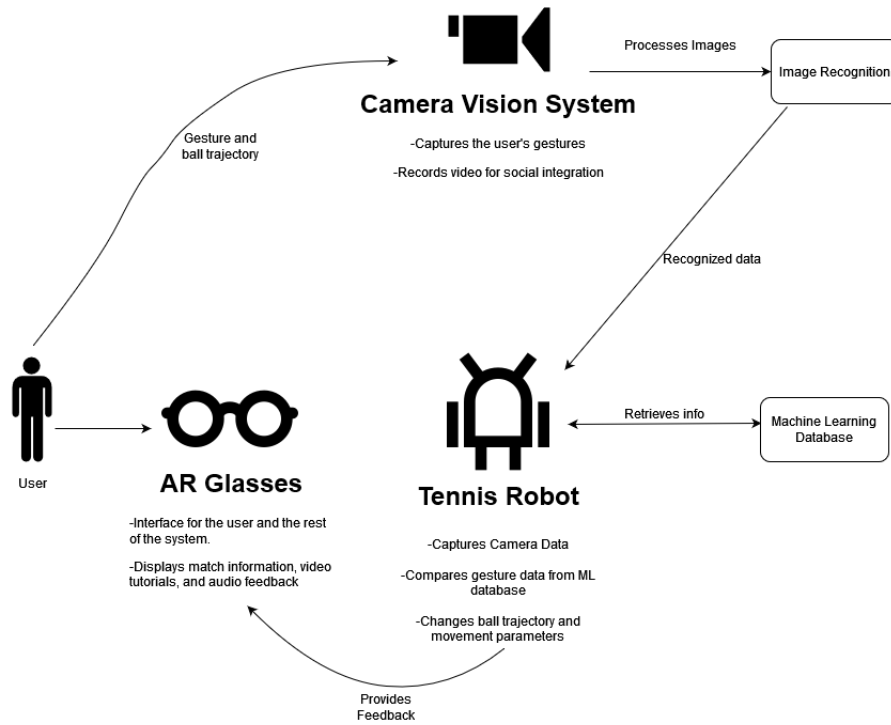 Processes Images
Image Recognition
Camera Vision System
-Captures the user's gestures
-Records video for social integration
Gesture and
ball trajectory
Recognized data
User
AR Glasses
-Interface for the user and the rest
of the system.
-Displays match information, video
tutorials, and audio feedback
Retrieves info
Machine Learning
Database
Tennis Robot
-Captures Camera Data
-Compares gesture data from ML
database
-Changes ball trajectory and
movement parameters
Provides
Feedback